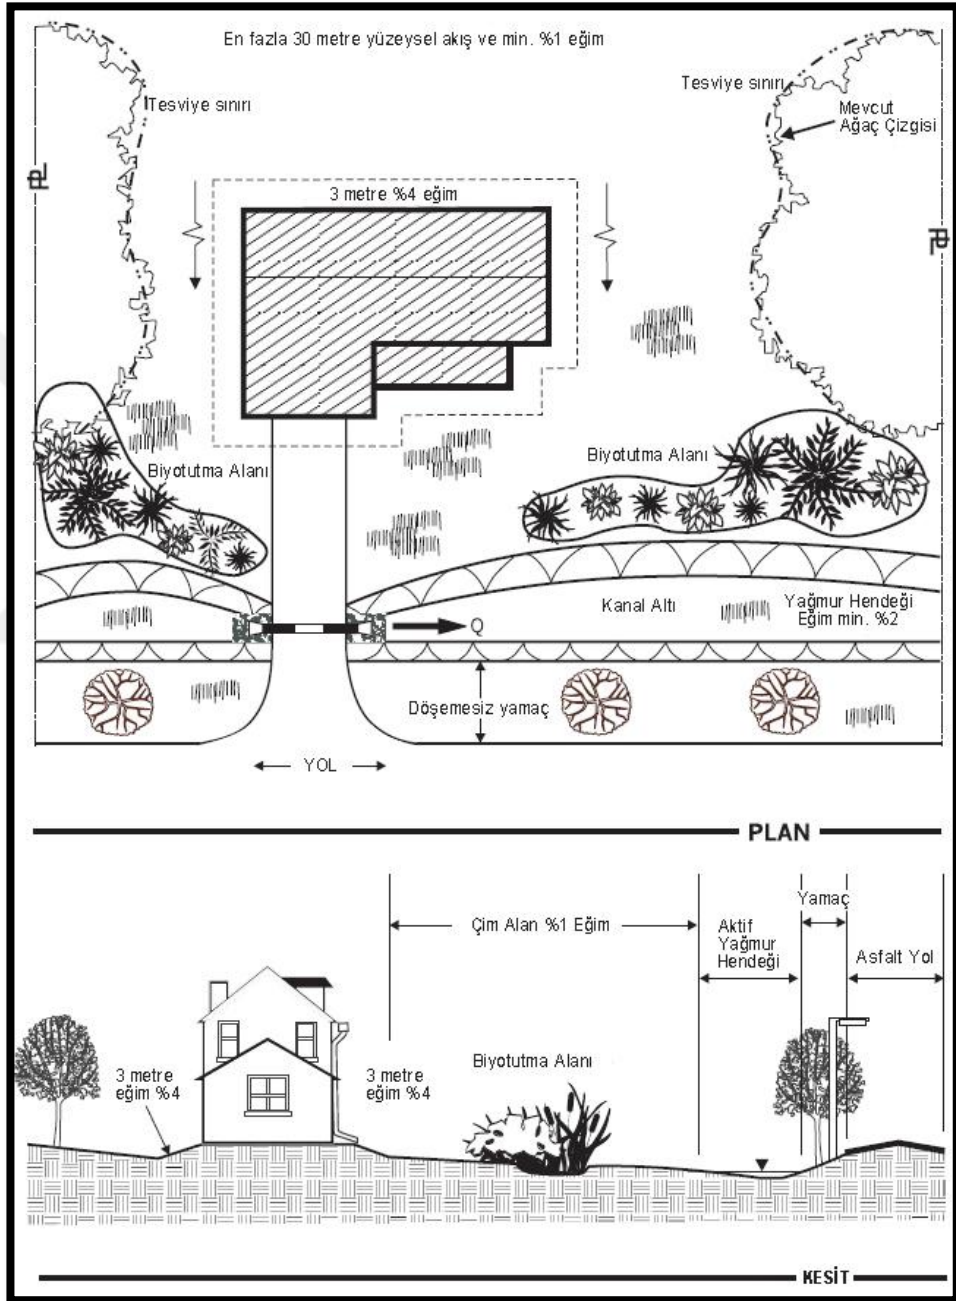 En fazla 30 metre yüzeysel akış ve min. %1 eğim
Tesviye sınırı
Tesviye sınırı
Mevcut
Ağaç Çizgisi
PL
PL
3 metre %4 eğim
Biyotutma Alanı
Biyotutma Alanı
Kanal Altı
Yağmur Hendeği
Eğim min. %2
Q
Döşemesiz yamaç
YOL
PLAN
Yamaç
Çim Alan %1 Eğim
Aktif
Yağmur
Hendeği
Asfalt Yol
3 metre
eğim %4
3 metre
eğim %4
Biyotutma Alanı
KESİT